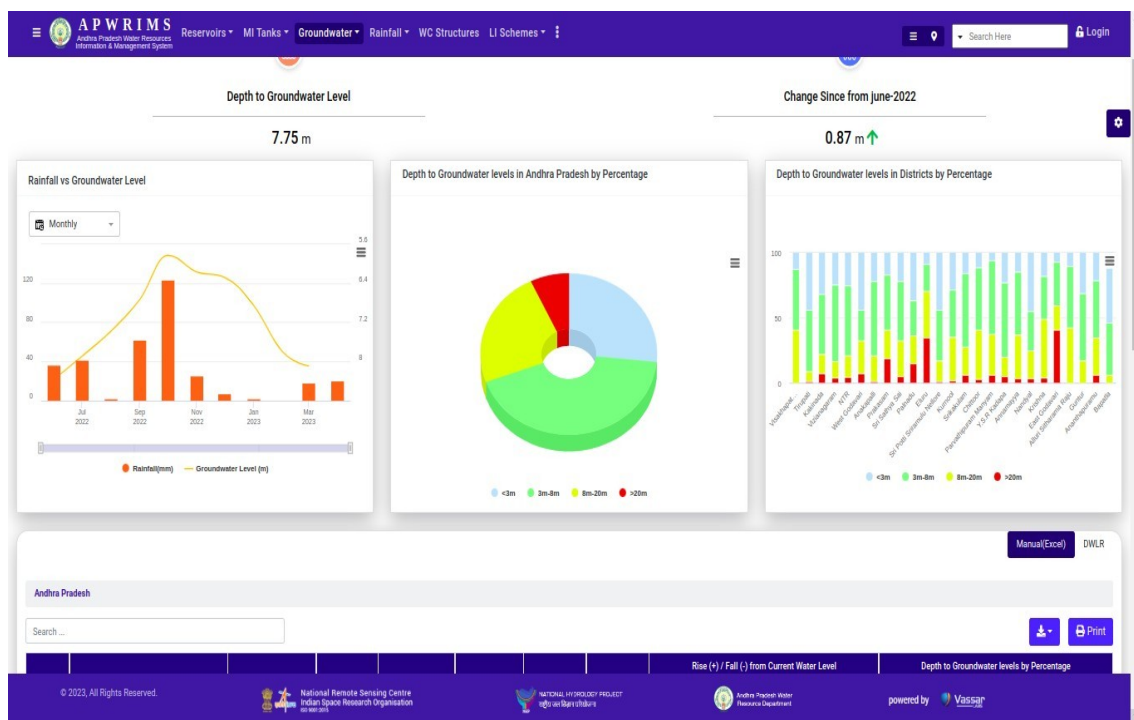 A P W R I M S
Andhra Pradesh Water Resources
Information & Management System
Reservoirs MI Tanks Groundwater Rainfall WC Structures LI Schemes
Search Here
Login
Depth to Groundwater Level
7.75 m
Change Since from june-2022
0.87 m
Rainfall vs Groundwater Level
Monthly
5.6
6.4
7.2
8
120
80
40
0
Jul 2022
Sep 2022
Nov 2022
Jan 2023
Mar 2023
Rainfall(mm) Groundwater Level (m)
Depth to Groundwater levels in Andhra Pradesh by Percentage
<3m 3m-8m 8m-20m >20m
Depth to Groundwater levels in Districts by Percentage
100
50
0
Visakhapat...
Tirupati
Kakinada
Vizianagaram
NTR
West Godavari
Anakapalli
Prakasam
Sri Sathya Sai
Palnadu
Eluru
Sri Potti Sriramulu Nellore
Kurnool
Srikakulam
Chittoor
Parvathipuram Manyam
Y.S.R Kadapa
Annamayya
Nandyal
Krishna
East Godavari
Alluri Sitharama Raju
Guntur
Ananthapuramu
Bapatla
<3m 3m-8m 8m-20m >20m
Manual(Excel) DWLR
Andhra Pradesh
Search ...
Print
Rise (+) / Fall (-) from Current Water Level
Depth to Groundwater levels by Percentage
© 2023, All Rights Reserved.
National Remote Sensing Centre
Indian Space Research Organisation
ISO 9001:2015
NATIONAL HYDROLOGY PROJECT
Andhra Pradesh Water
Resource Department
powered by Vassar